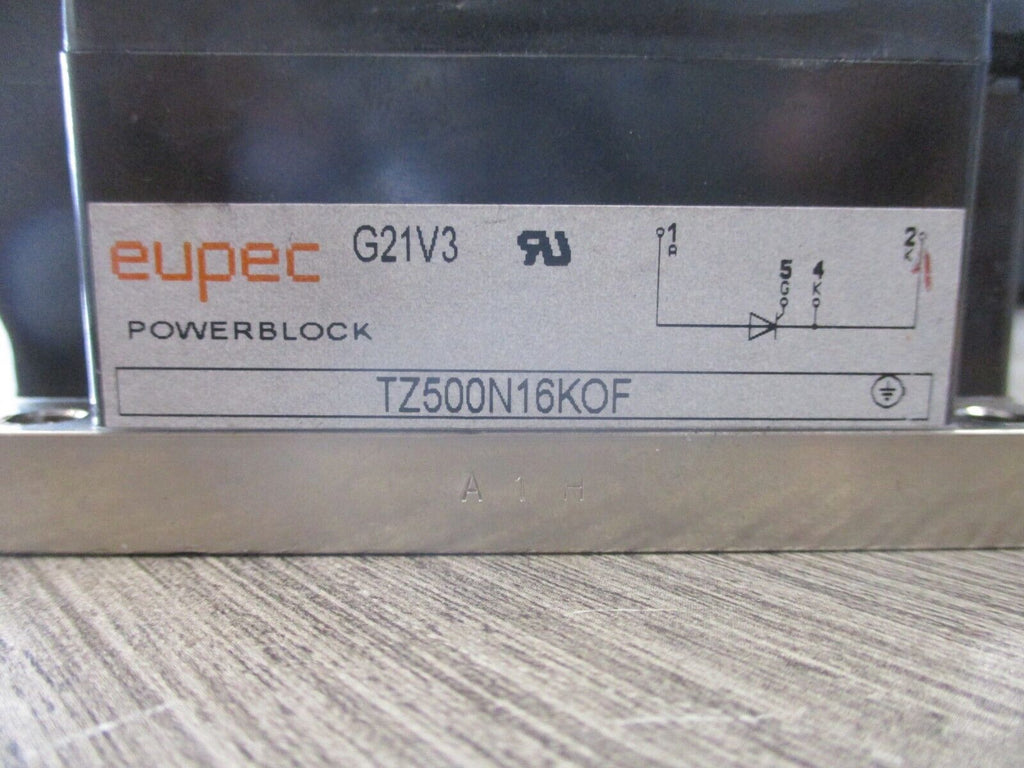 eupec G21V3
POWERBLOCK
1
A
5
G
4
K
2
K
TZ500N16KOF
A 1 H